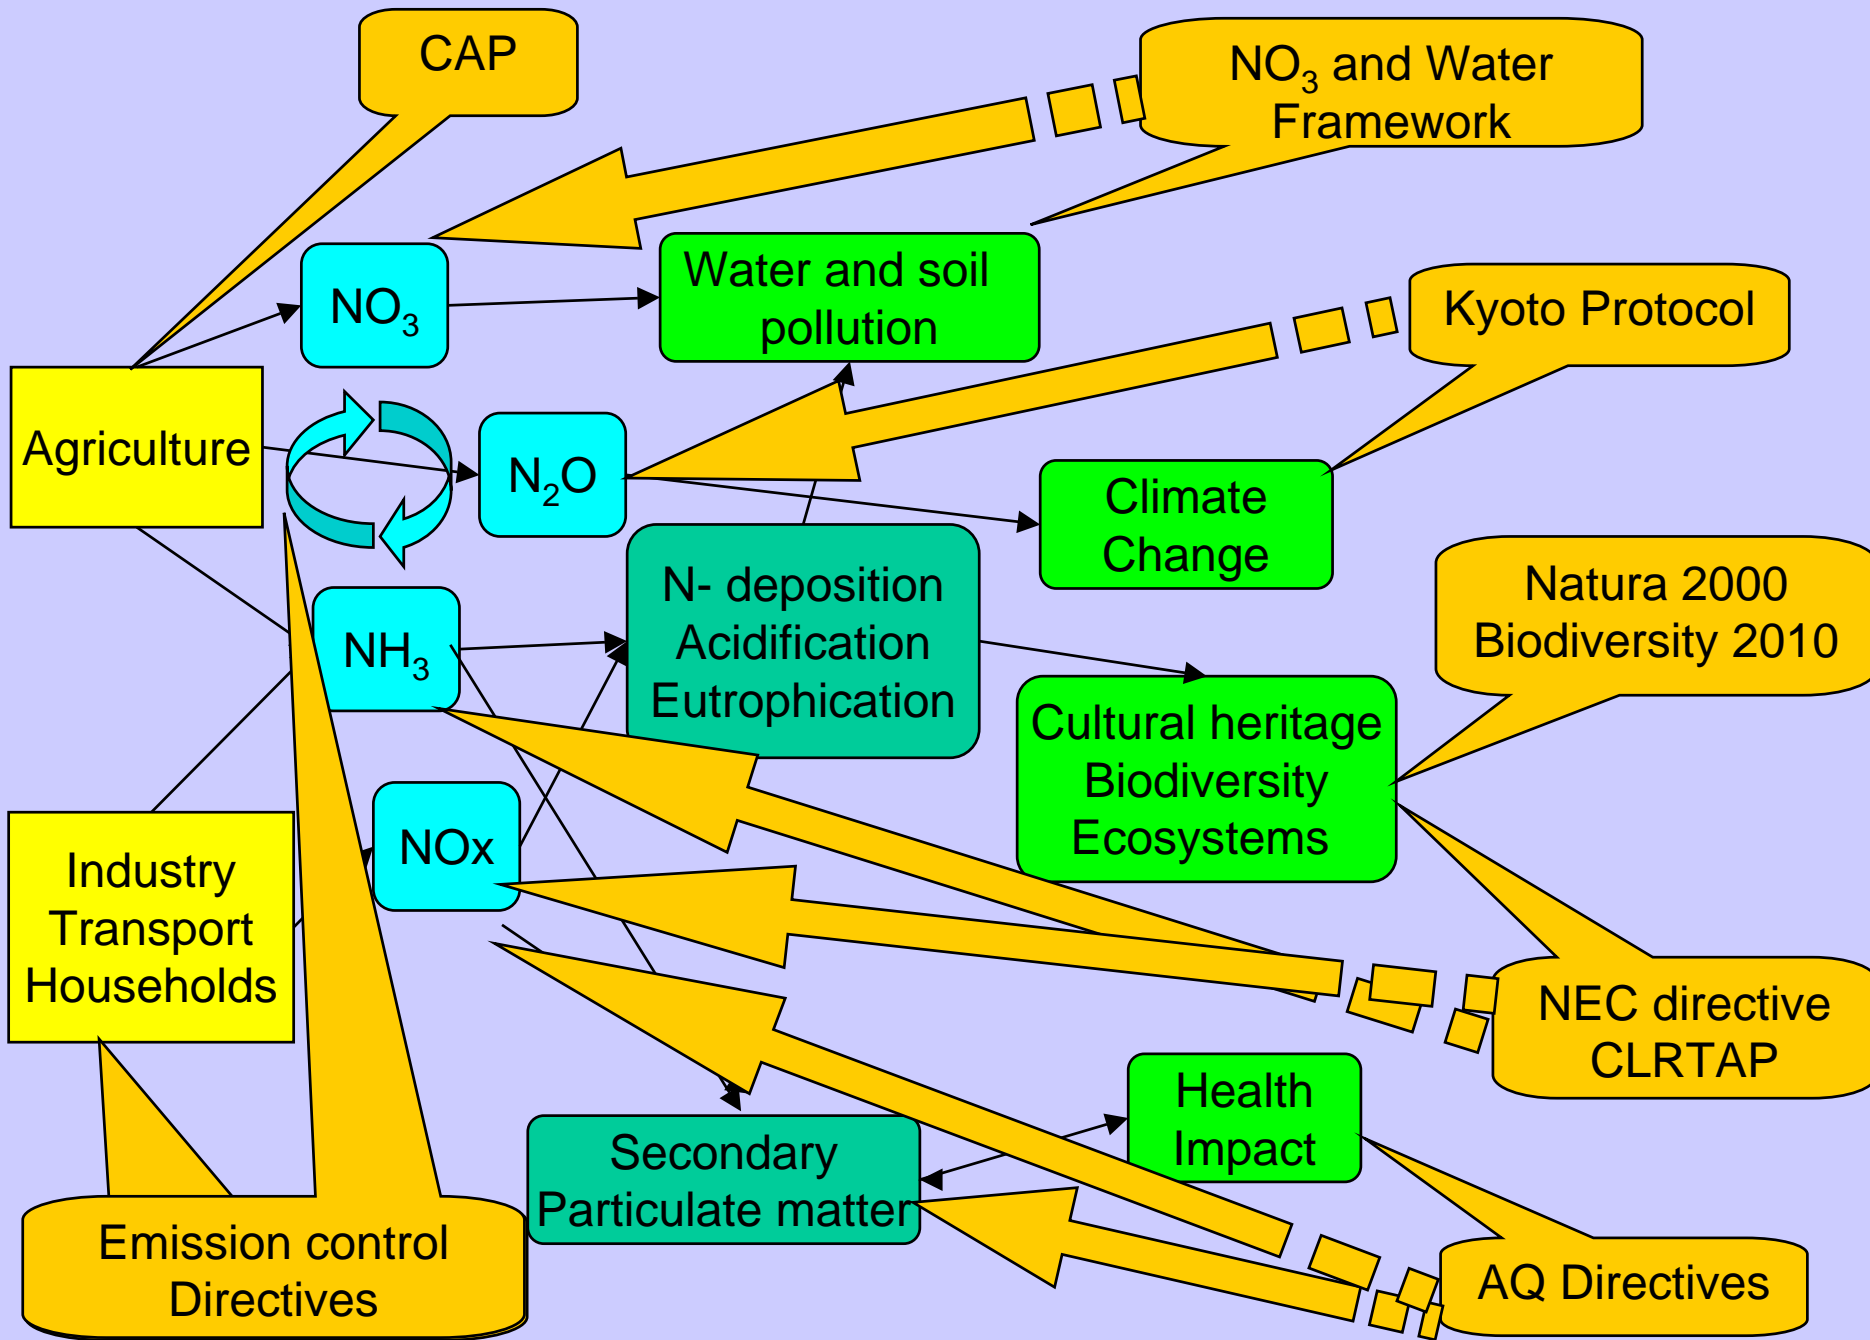 CAP
NO₃ and Water
Framework
NO₃
Water and soil
pollution
Kyoto Protocol
Agriculture
N₂O
Climate
Change
N- deposition
Acidification
Eutrophication
Natura 2000
Biodiversity 2010
NH₃
Cultural heritage
Biodiversity
Ecosystems
NOx
Industry
Transport
Households
NEC directive
CLRTAP
Health
Impact
Secondary
Particulate matter
Emission control
Directives
AQ Directives